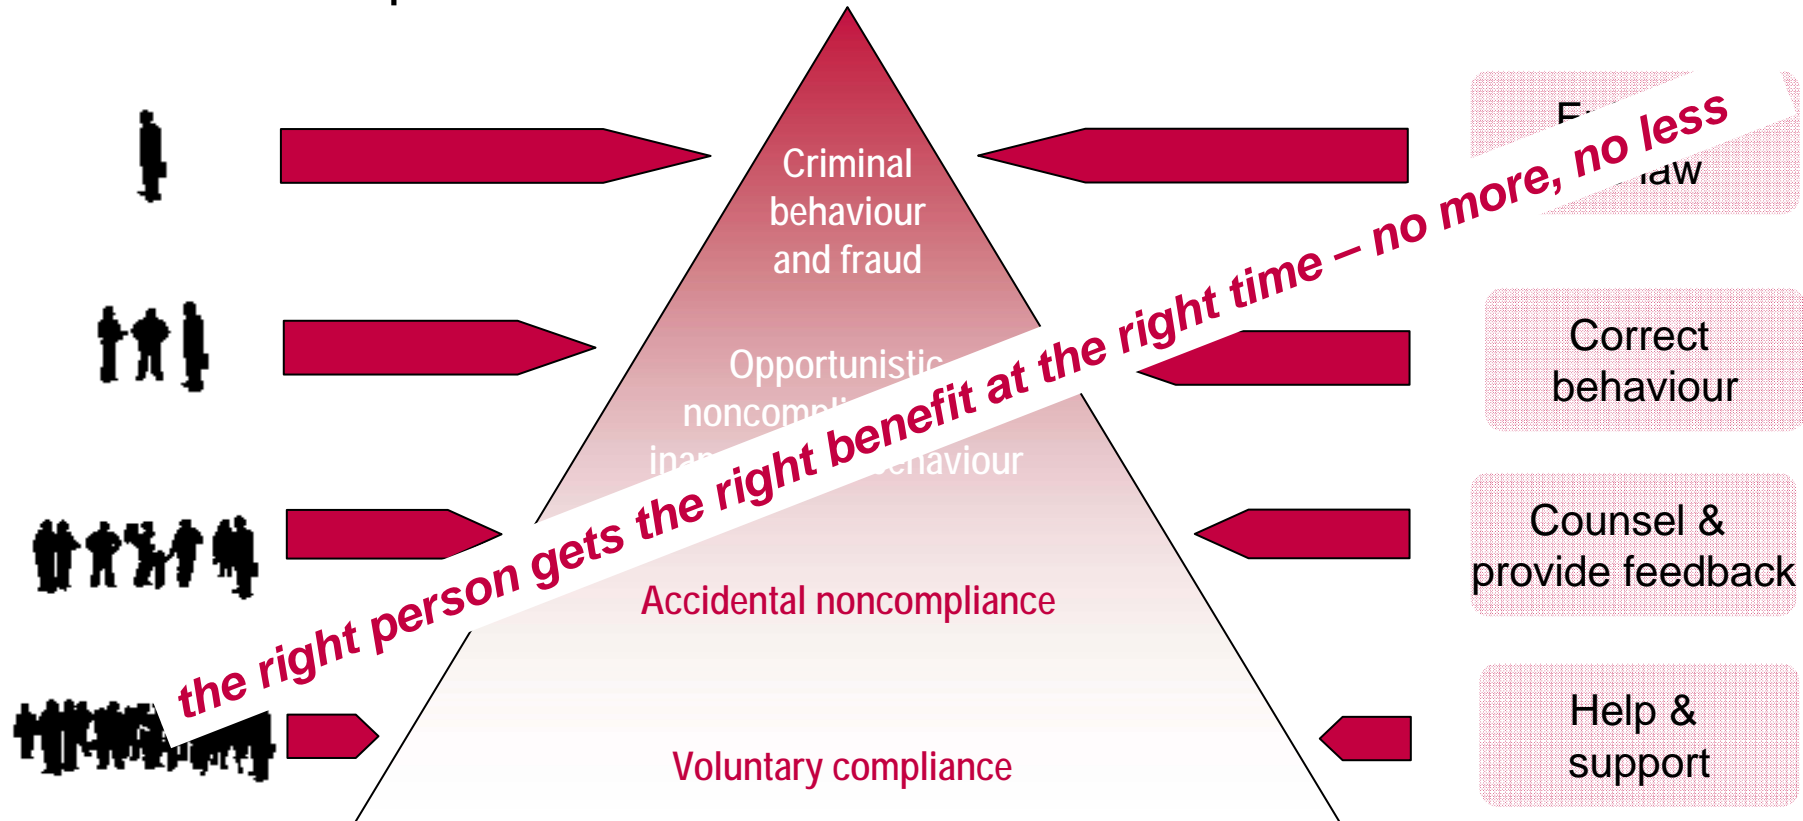 Criminal
behaviour
and fraud
law
Opportunistic
behaviour
Correct
behaviour
the right person gets the right benefit at the right time – no more, no less
Counsel &
provide feedback
Accidental noncompliance
Help &
support
Voluntary compliance